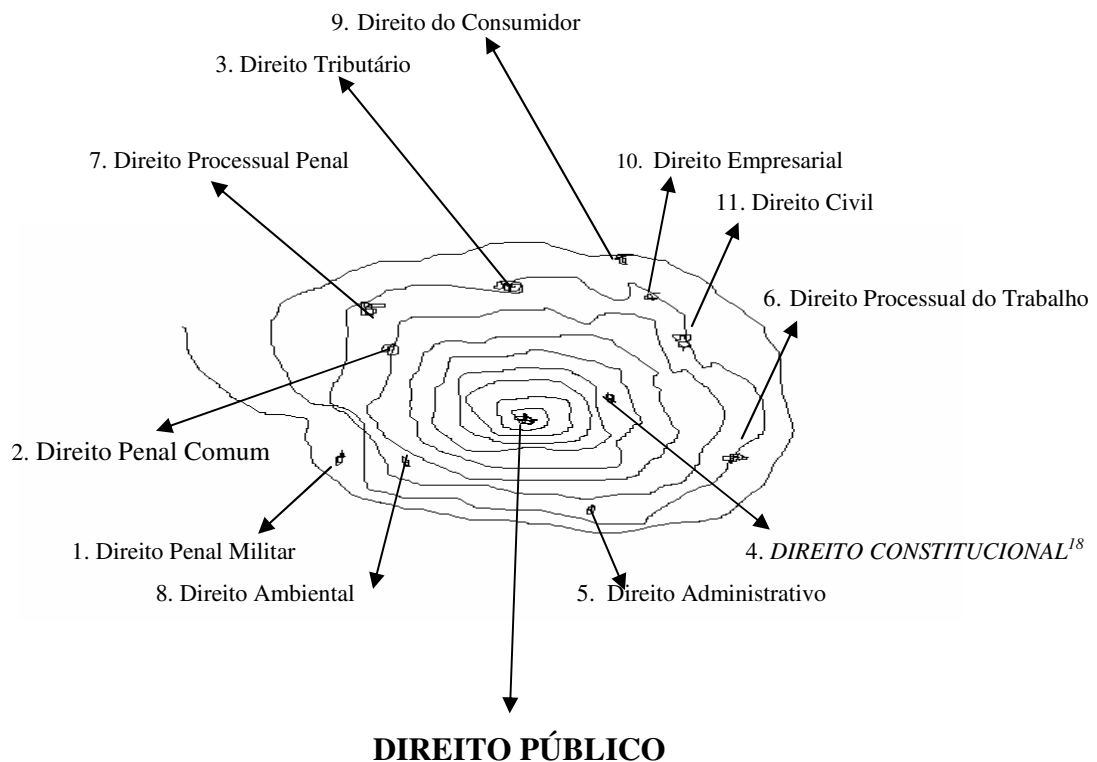 9. Direito do Consumidor
3. Direito Tributário
7. Direito Processual Penal
10. Direito Empresarial
11. Direito Civil
6. Direito Processual do Trabalho
2. Direito Penal Comum
1. Direito Penal Militar
4. DIREITO CONSTITUCIONAL18
8. Direito Ambiental
5. Direito Administrativo
DIREITO PÚBLICO